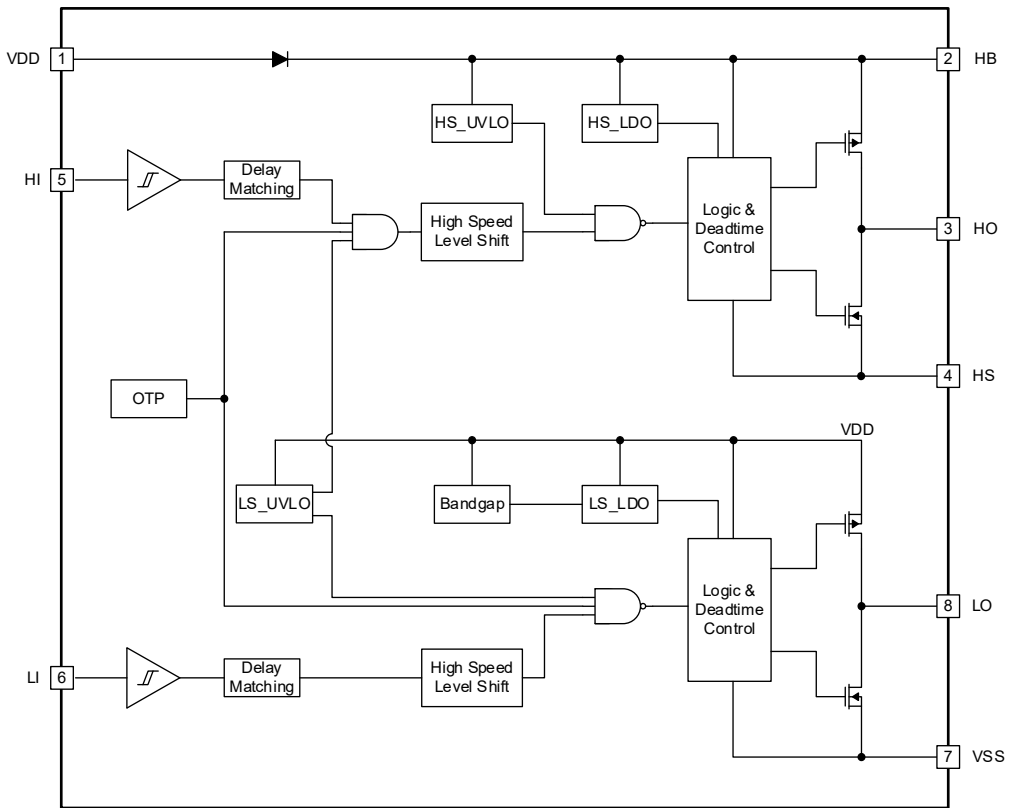 VDD 1
2 HB
HS_UVLO
HS_LDO
HI 5
Delay
Matching
High Speed
Level Shift
Logic &
Deadtime
Control
3 HO
4 HS
OTP
VDD
LS_UVLO
Bandgap
LS_LDO
Logic &
Deadtime
Control
8 LO
LI 6
Delay
Matching
High Speed
Level Shift
7 VSS